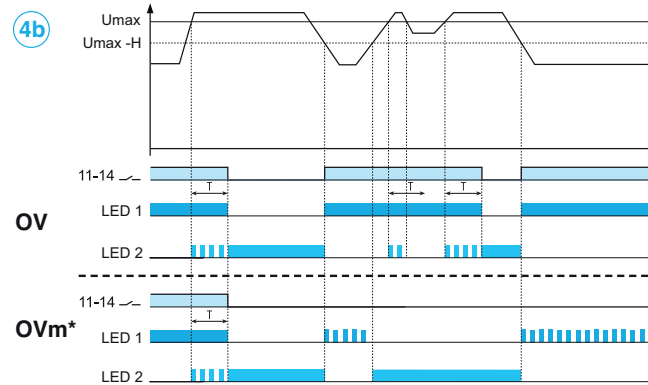 4b
Umax
Umax -H
11-14
T
T
T
OV
LED 1
LED 2
11-14
T
OVm*
LED 1
LED 2